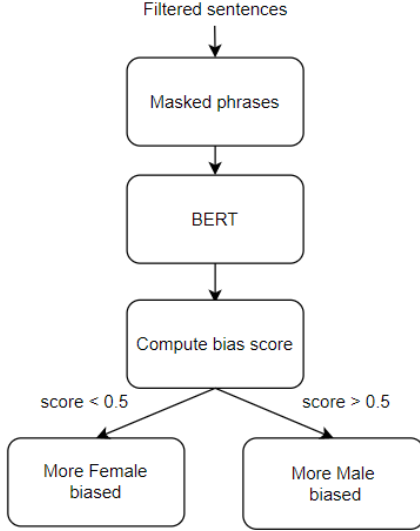 Filtered sentences
Masked phrases
BERT
Compute bias score
score < 0.5
score > 0.5
More Female
biased
More Male
biased